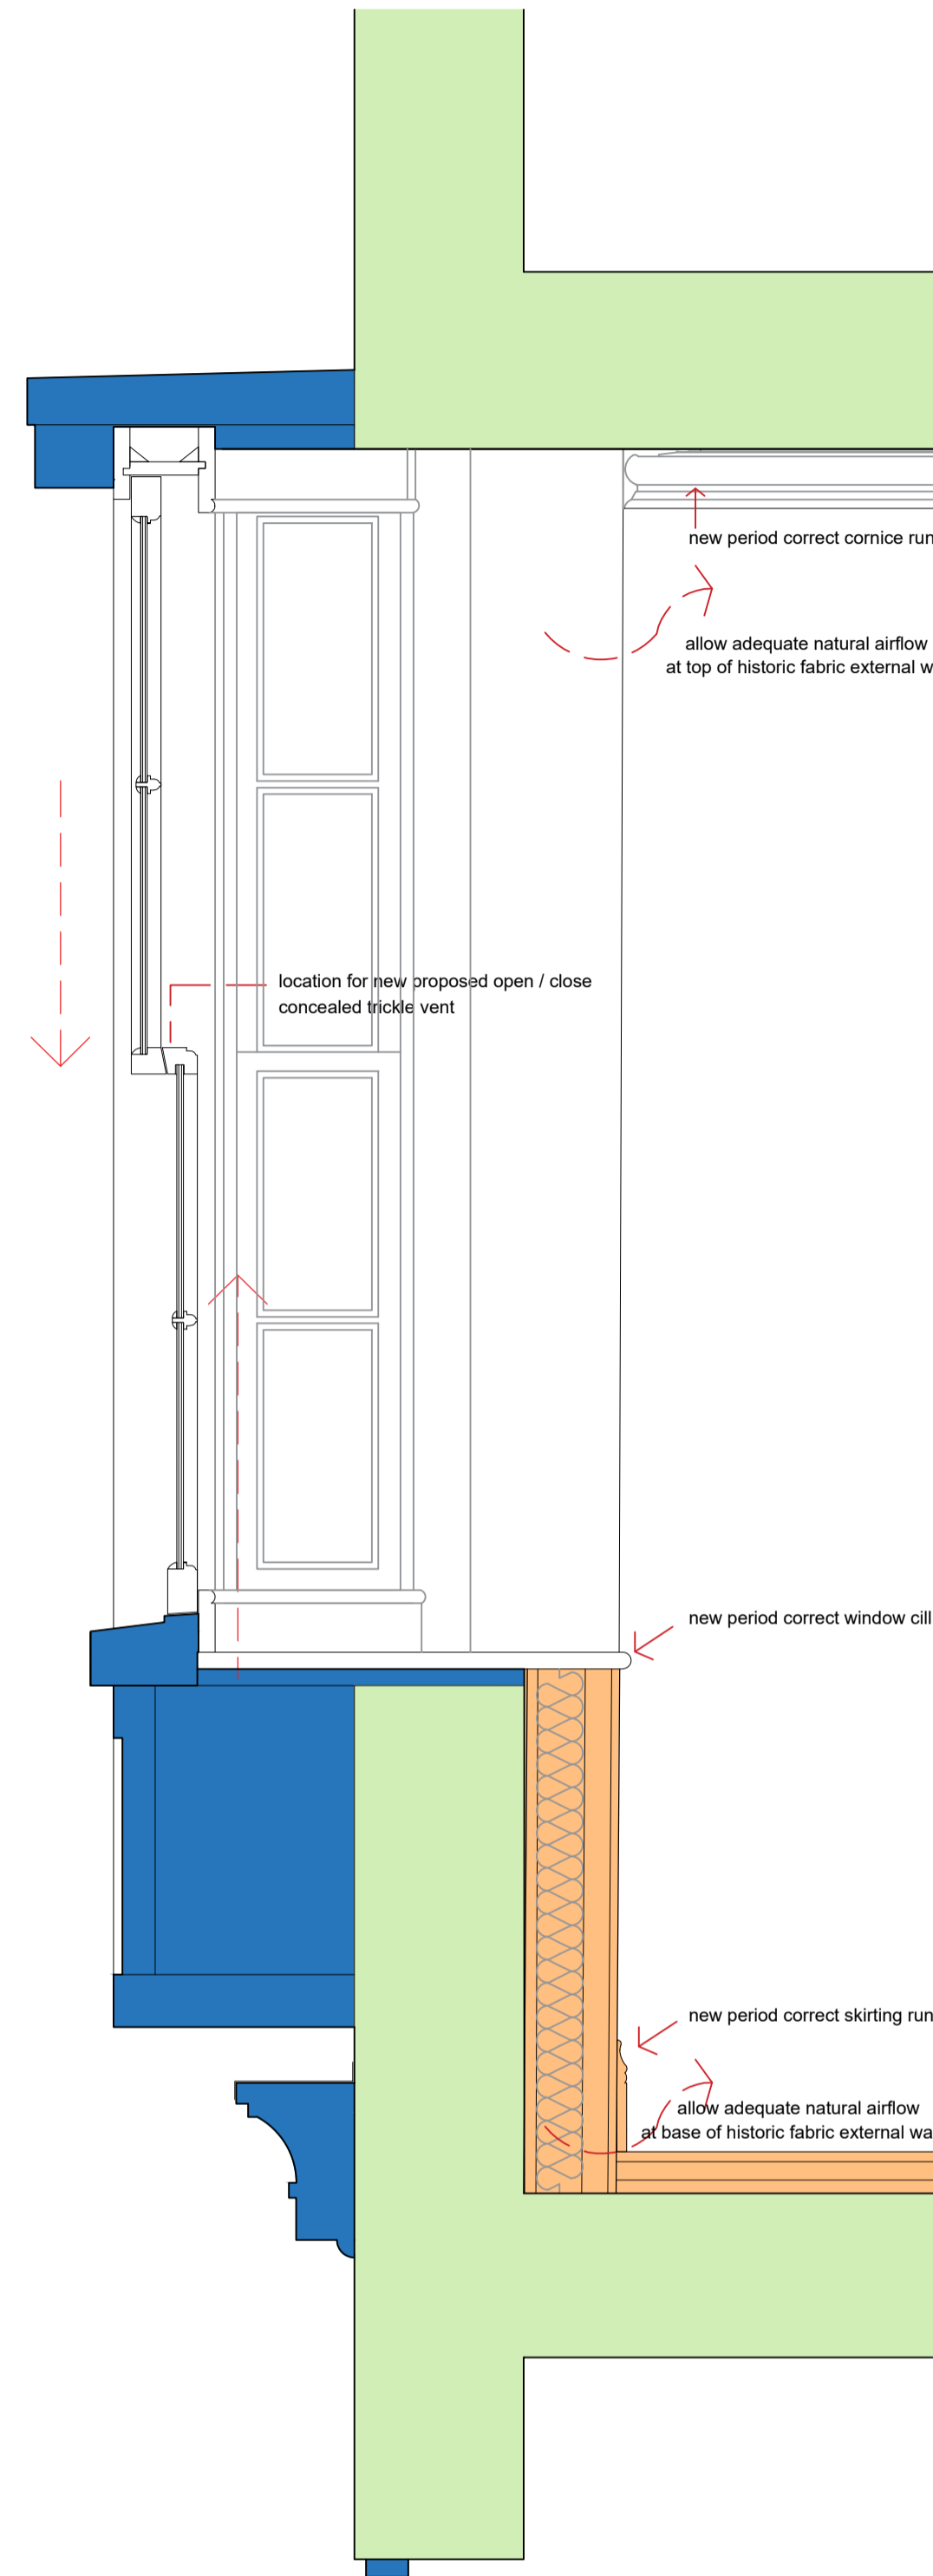 new period correct cornice run
allow adequate natural airflow
at top of historic fabric external
location for new proposed open / close
concealed trickle vent
new period correct window cill
new period correct skirting run
allow adequate natural airflow
at base of historic fabric external